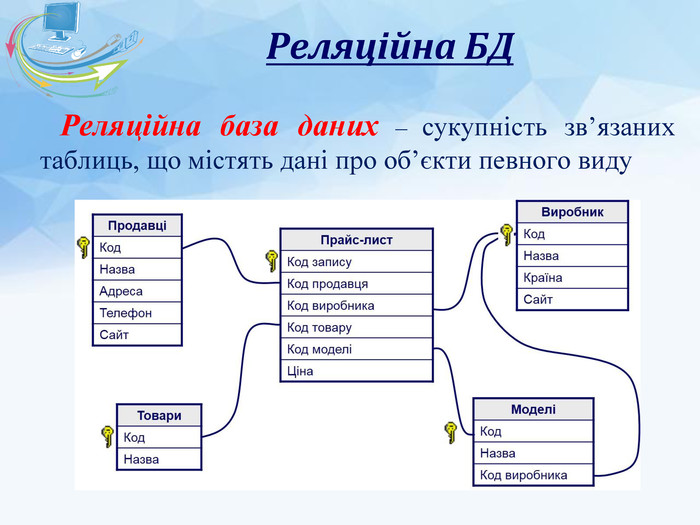 Реляційна БД
Реляційна база даних – сукупність зв’язаних
таблиць, що містять дані про об’єкти певного виду
Продавці
Код
Назва
Адреса
Телефон
Сайт
Прайс-лист
Код запису
Код продавця
Код виробника
Код товару
Код моделі
Ціна
Виробник
Код
Назва
Країна
Сайт
Товари
Код
Назва
Моделі
Код
Назва
Код виробника